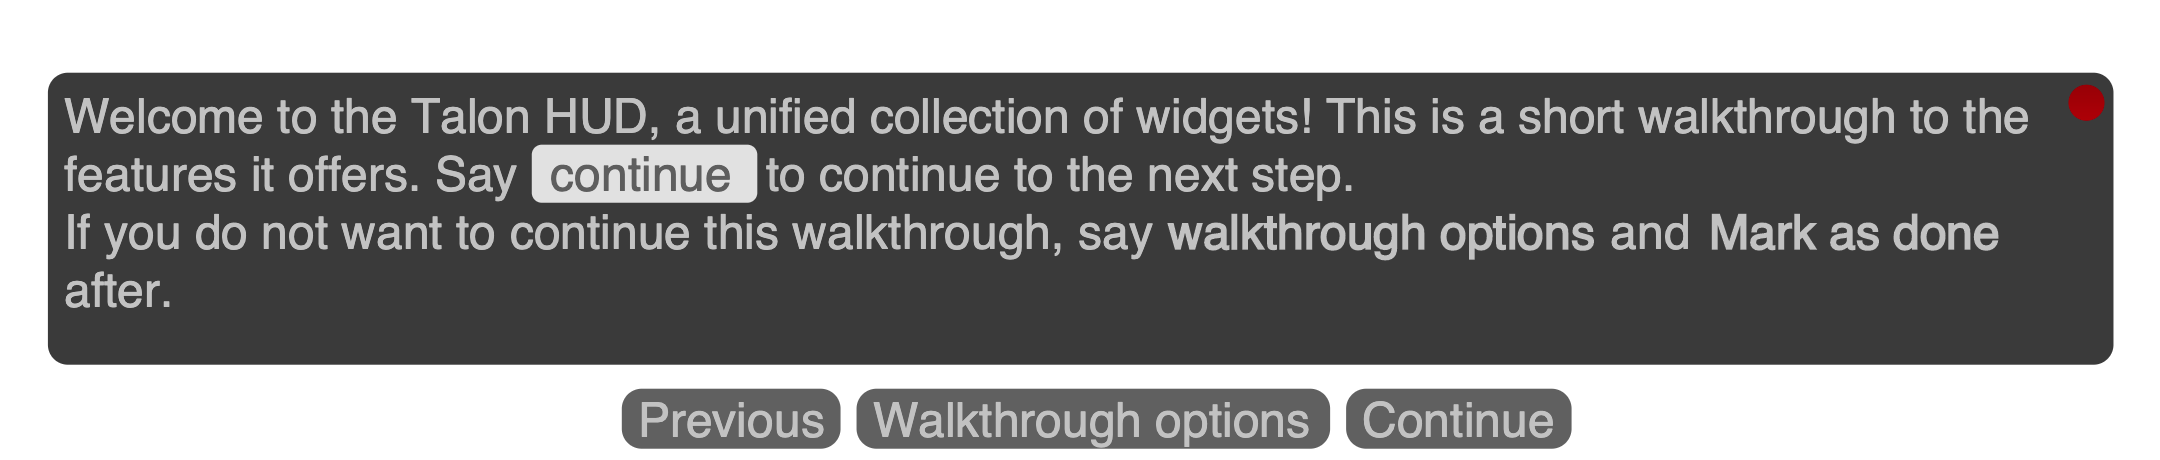 Welcome to the Talon HUD, a unified collection of widgets! This is a short walkthrough to the
features it offers. Say continue to continue to the next step.
If you do not want to continue this walkthrough, say walkthrough options and Mark as done
after.
Previous Walkthrough options Continue